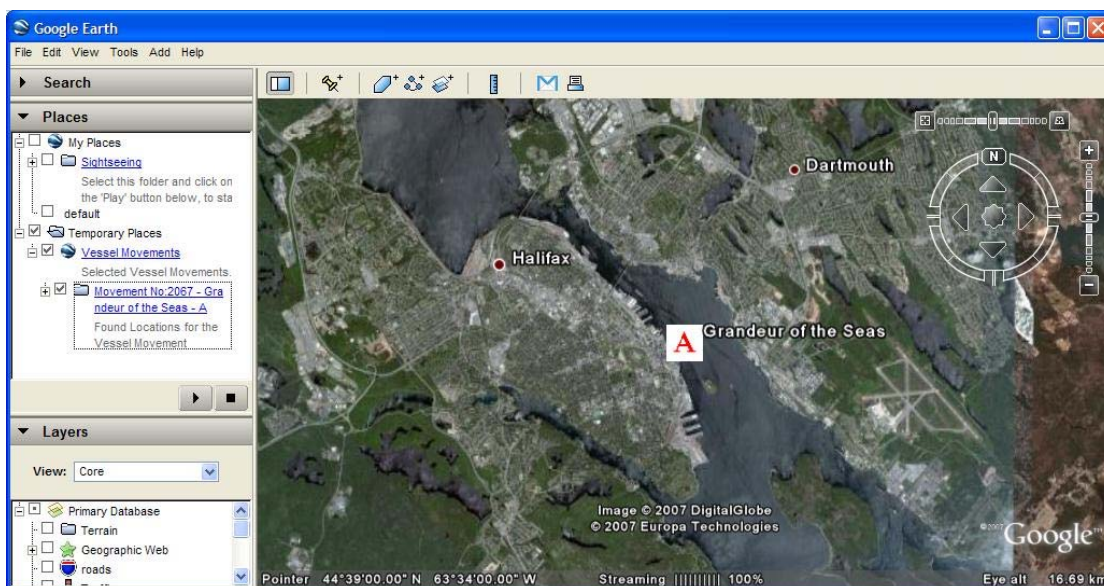 Google Earth
File Edit View Tools Add Help
Search
Places
My Places
Sightseeing
Select this folder and click on
the 'Play' button below, to sta
default
Temporary Places
Vessel Movements
Selected Vessel Movements.
Movement No:2067 - Gra
ndeur of the Seas - A
Found Locations for the
Vessel Movement
Layers
View: Core
Primary Database
Terrain
Geographic Web
roads
N
Dartmouth
Halifax
A Grandeur of the Seas
Image © 2007 DigitalGlobe
© 2007 Europa Technologies
©2007 Google™
Pointer 44°39'00.00" N 63°34'00.00" W Streaming 100% Eye alt 16.69 km